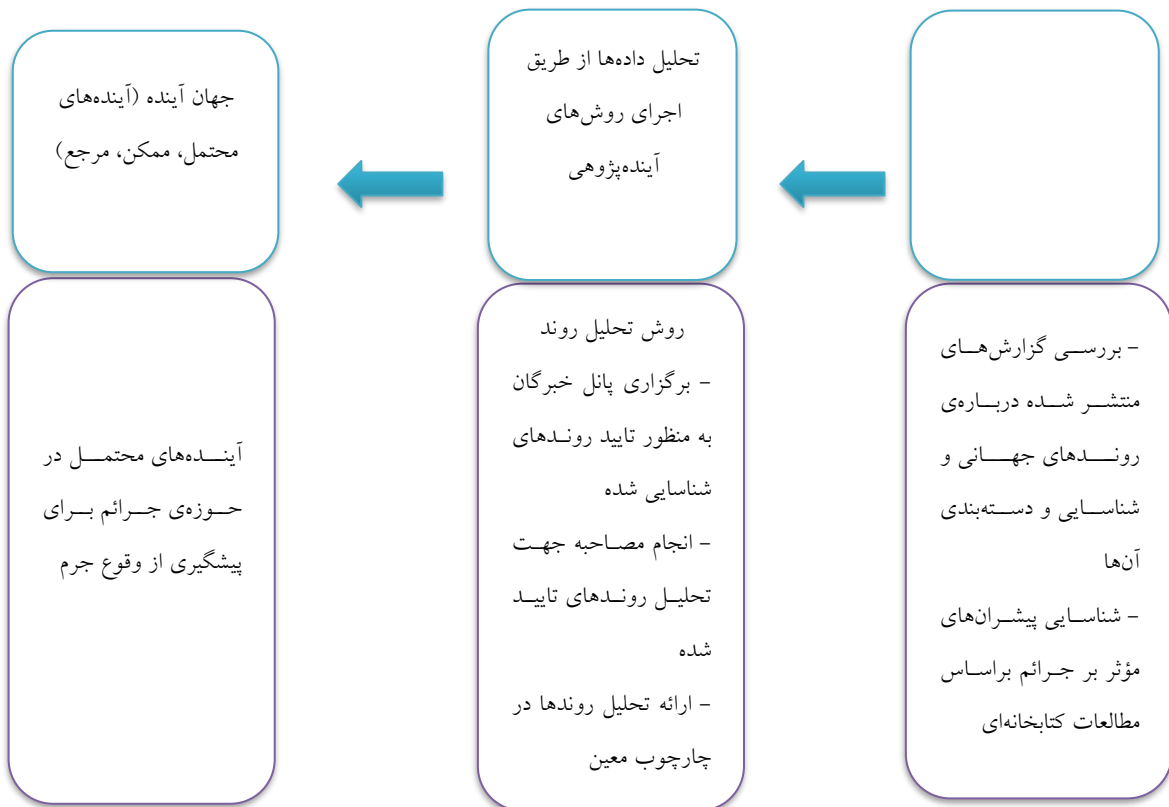 بررسی گزارش‌های
منتشر شده درباره‌ی
روندهای جهانی و
شناسایی و دسته‌بندی
آن‌ها
– شناسایی پیشران‌های
مؤثر بر جرائم براساس
مطالعات کتابخانه‌ای
تحلیل داده‌ها از طریق
اجرای روش‌های
آینده‌پژوهی
روش تحلیل روند
– برگزاری پانل خبرگان
به منظور تایید روندهای
شناسایی شده
– انجام مصاحبه جهت
تحلیل روندهای تایید
شده
– ارائه تحلیل روندها در
چارچوب معین
جهان آینده (آینده‌های
محتمل، ممکن، مرجع)
آینده‌های محتمل در
حوزه‌ی جرائم برای
پیشگیری از وقوع جرم